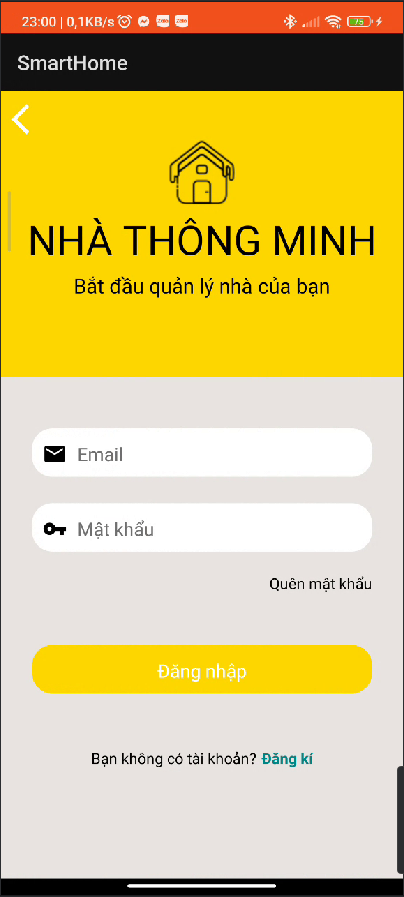 23:00 | 0,1KB/s
75
SmartHome
NHÀ THÔNG MINH
Bắt đầu quản lý nhà của bạn
Email
Mật khẩu
Quên mật khẩu
Đăng nhập
Bạn không có tài khoản? Đăng kí